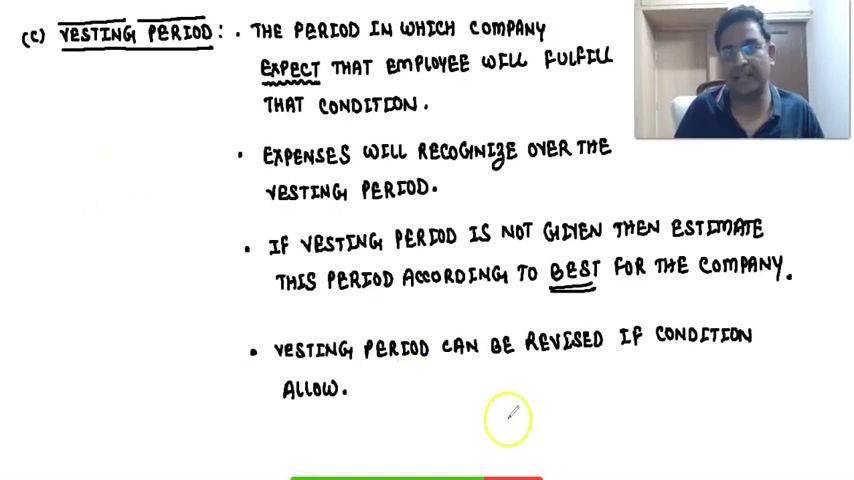 (C) VESTING PERIOD : • THE PERIOD IN WHICH COMPANY
EXPECT THAT EMPLOYEE WILL FULFILL
THAT CONDITION.
• EXPENSES WILL RECOGNIZE OVER THE
VESTING PERIOD.
• IF VESTING PERIOD IS NOT GIVEN THEN ESTIMATE
THIS PERIOD ACCORDING TO BEST FOR THE COMPANY.
• VESTING PERIOD CAN BE REVISED IF CONDITION
ALLOW.